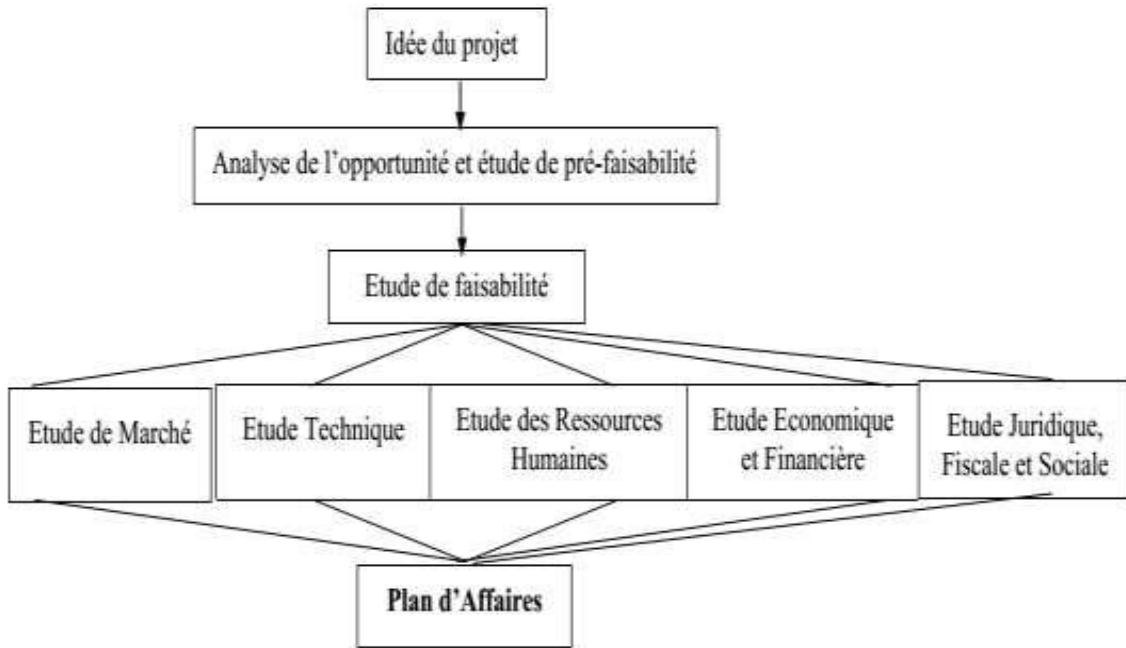 Idée du projet
Analyse de l’opportunité et étude de pré-faisabilité
Etude de faisabilité
Etude de Marché
Etude Technique
Etude des Ressources
Humaines
Etude Economique
et Financière
Etude Juridique,
Fiscale et Sociale
Plan d’Affaires